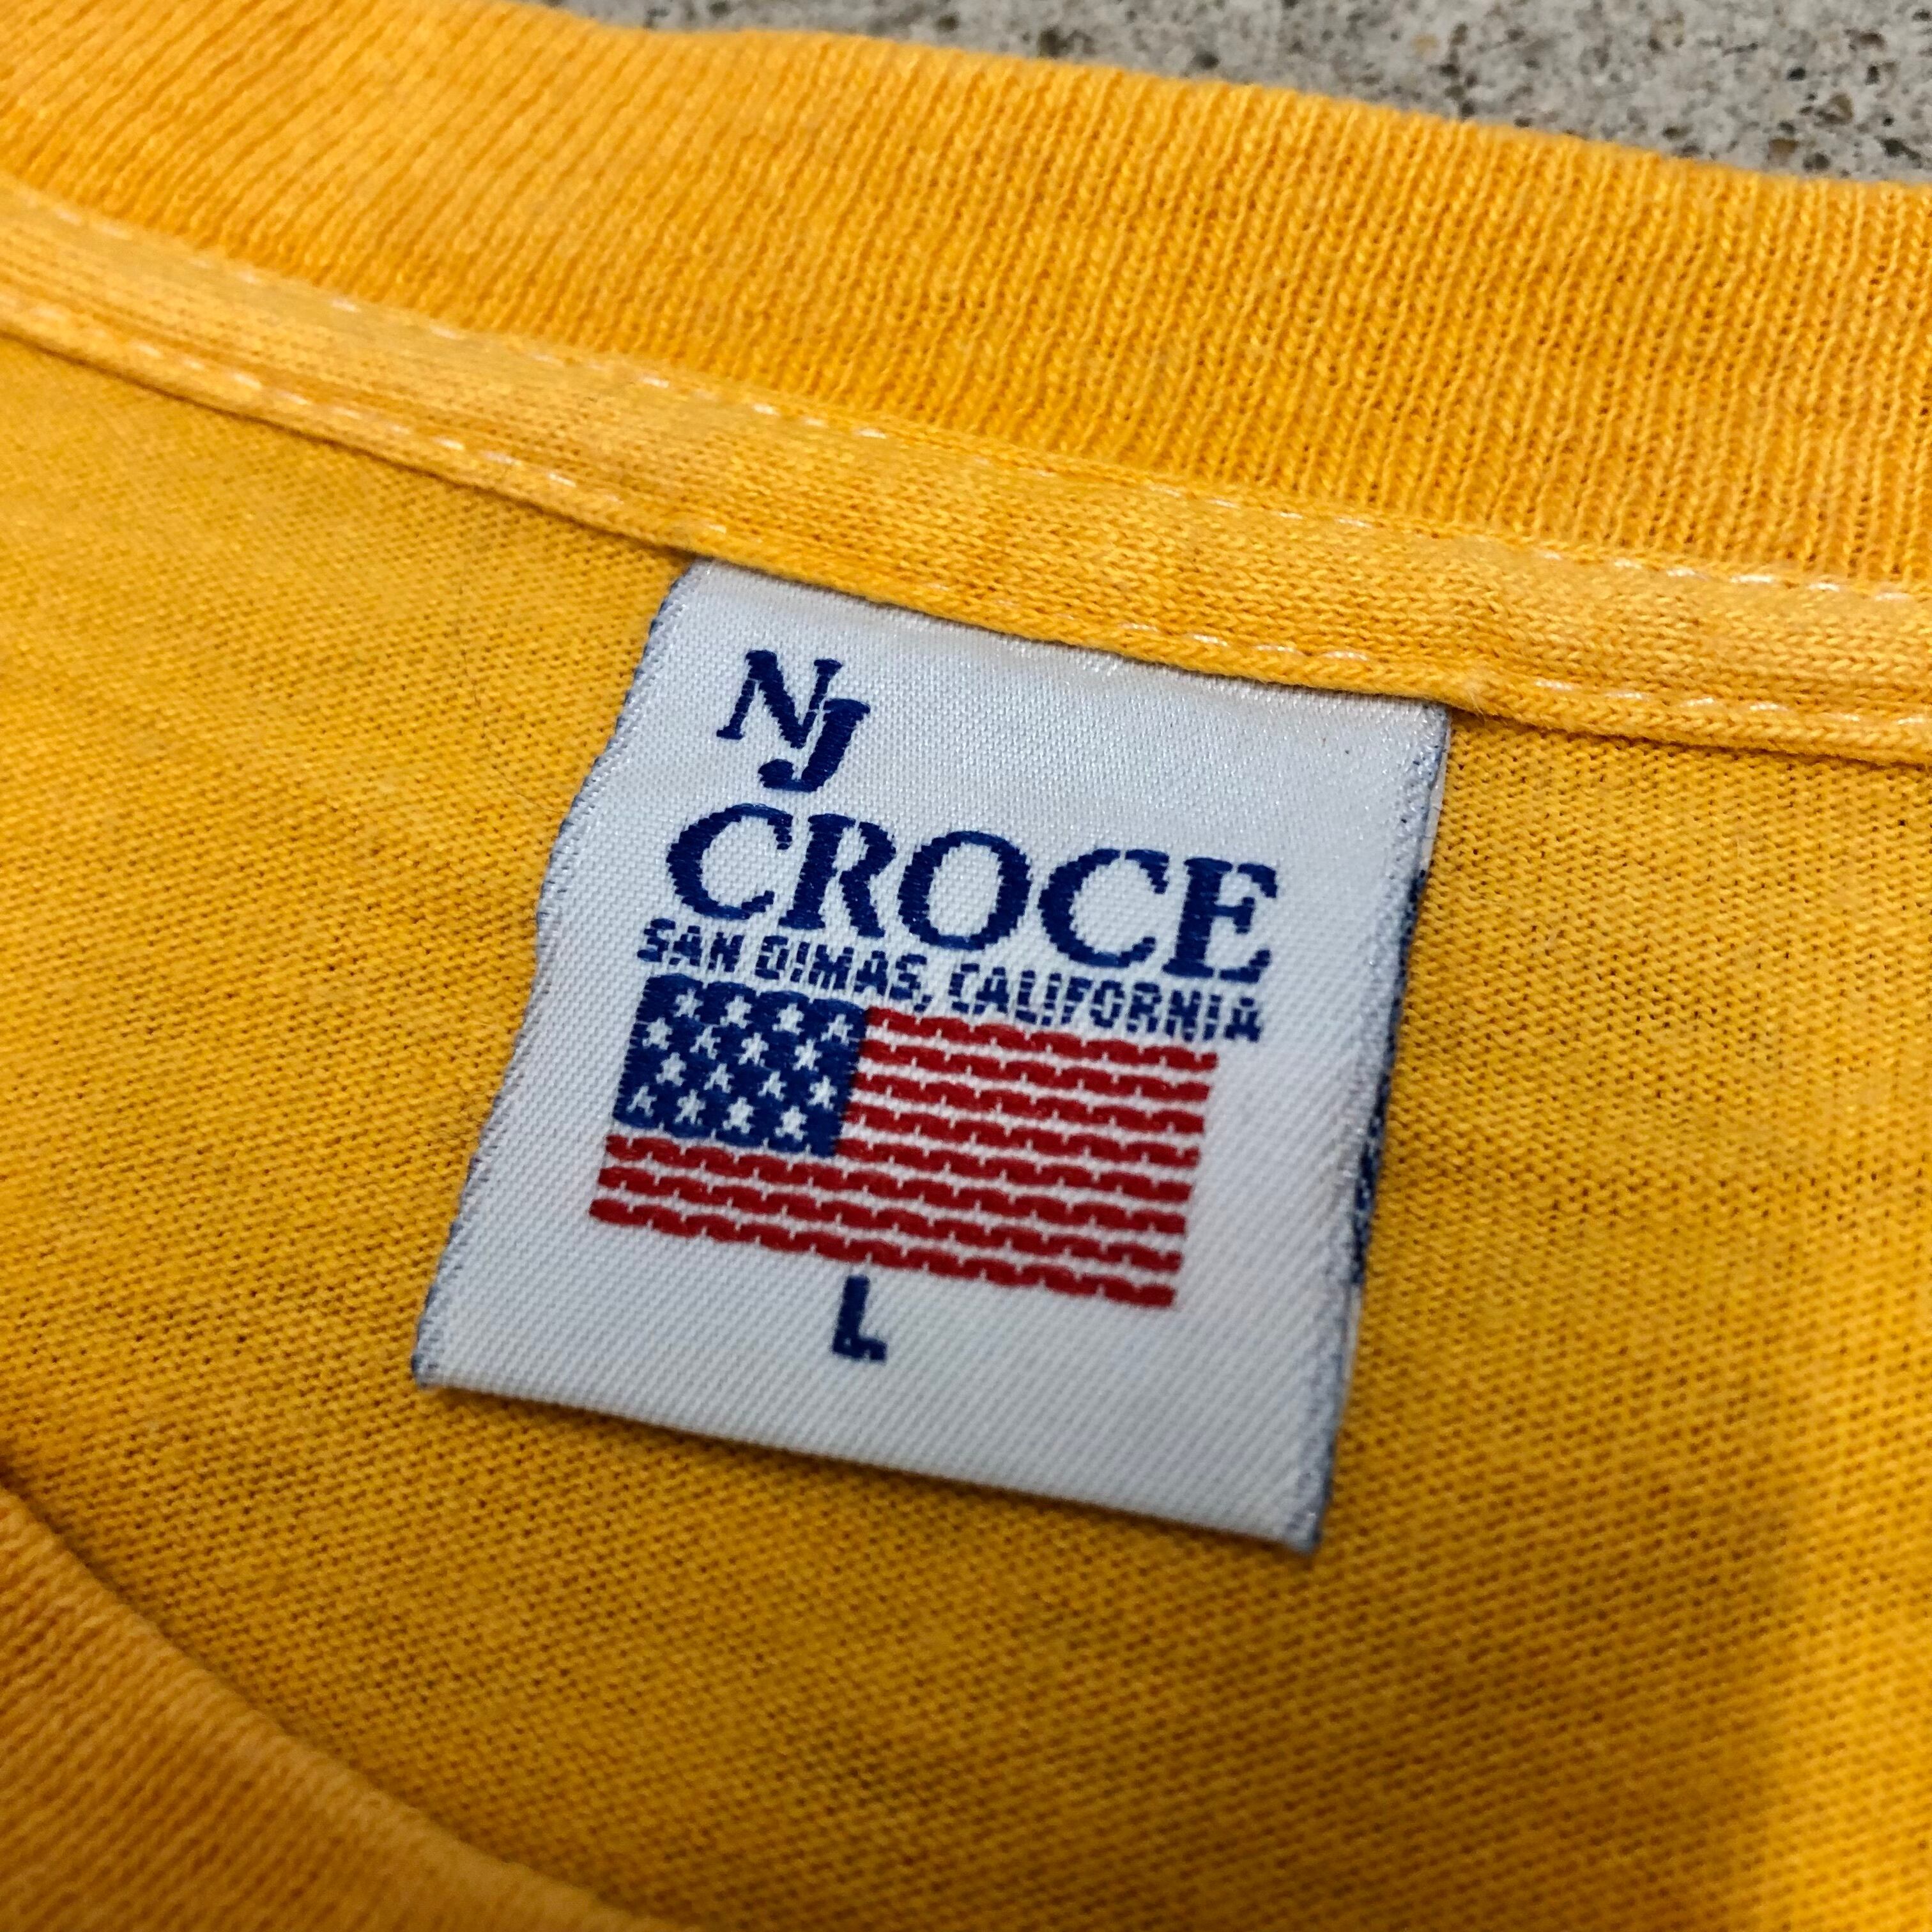 NJ
CROCE
SAN DIMAS, CALIFORNIA
L